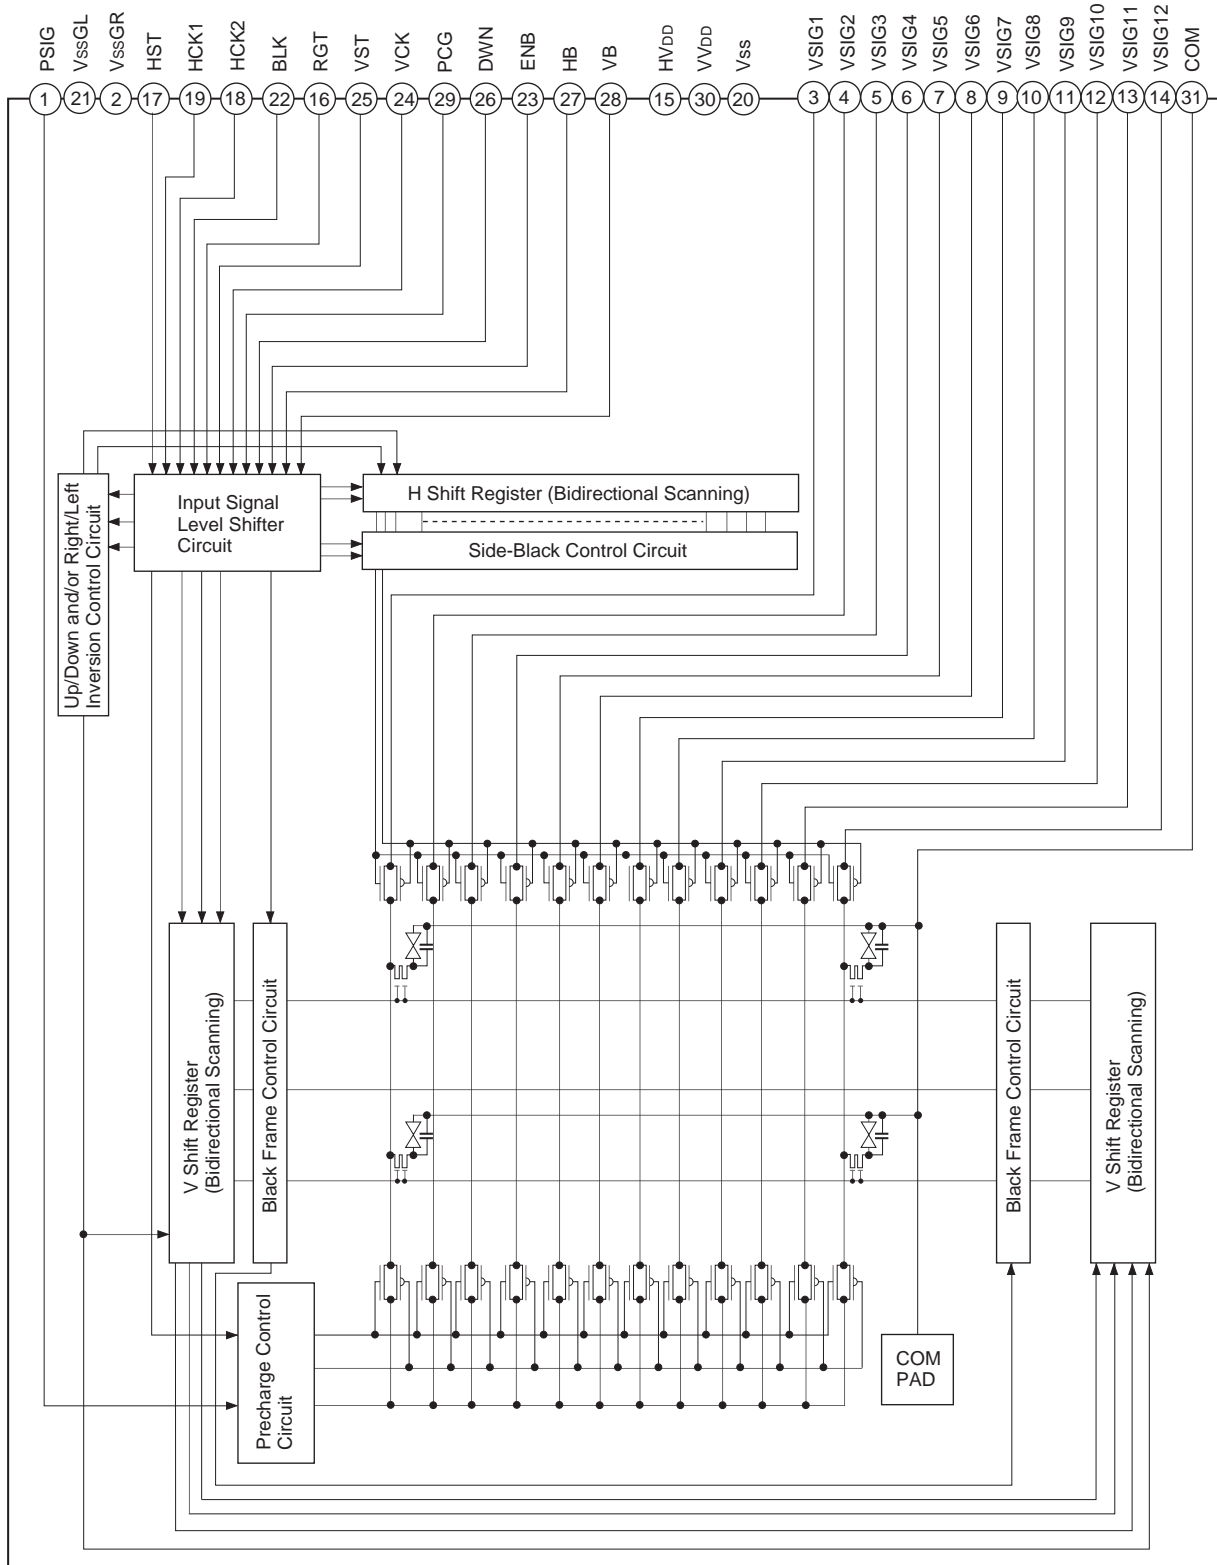 PSIG
VssGL
VssGR
HST
HCK1
HCK2
BLK
RGT
VST
VCK
PCG
DWN
ENB
HB
VB
HVDD
VVDD
Vss
VSIG1
VSIG2
VSIG3
VSIG4
VSIG5
VSIG6
VSIG7
VSIG8
VSIG9
VSIG10
VSIG11
VSIG12
COM
1
21
2
17
19
18
22
16
25
24
29
26
23
27
28
15
30
20
3
4
5
6
7
8
9
10
11
12
13
14
31
Up/Down and/or Right/Left
Inversion Control Circuit
Input Signal
Level Shifter
Circuit
H Shift Register (Bidirectional Scanning)
Side-Black Control Circuit
V Shift Register
(Bidirectional Scanning)
Black Frame Control Circuit
Black Frame Control Circuit
V Shift Register
(Bidirectional Scanning)
Precharge Control
Circuit
COM
PAD